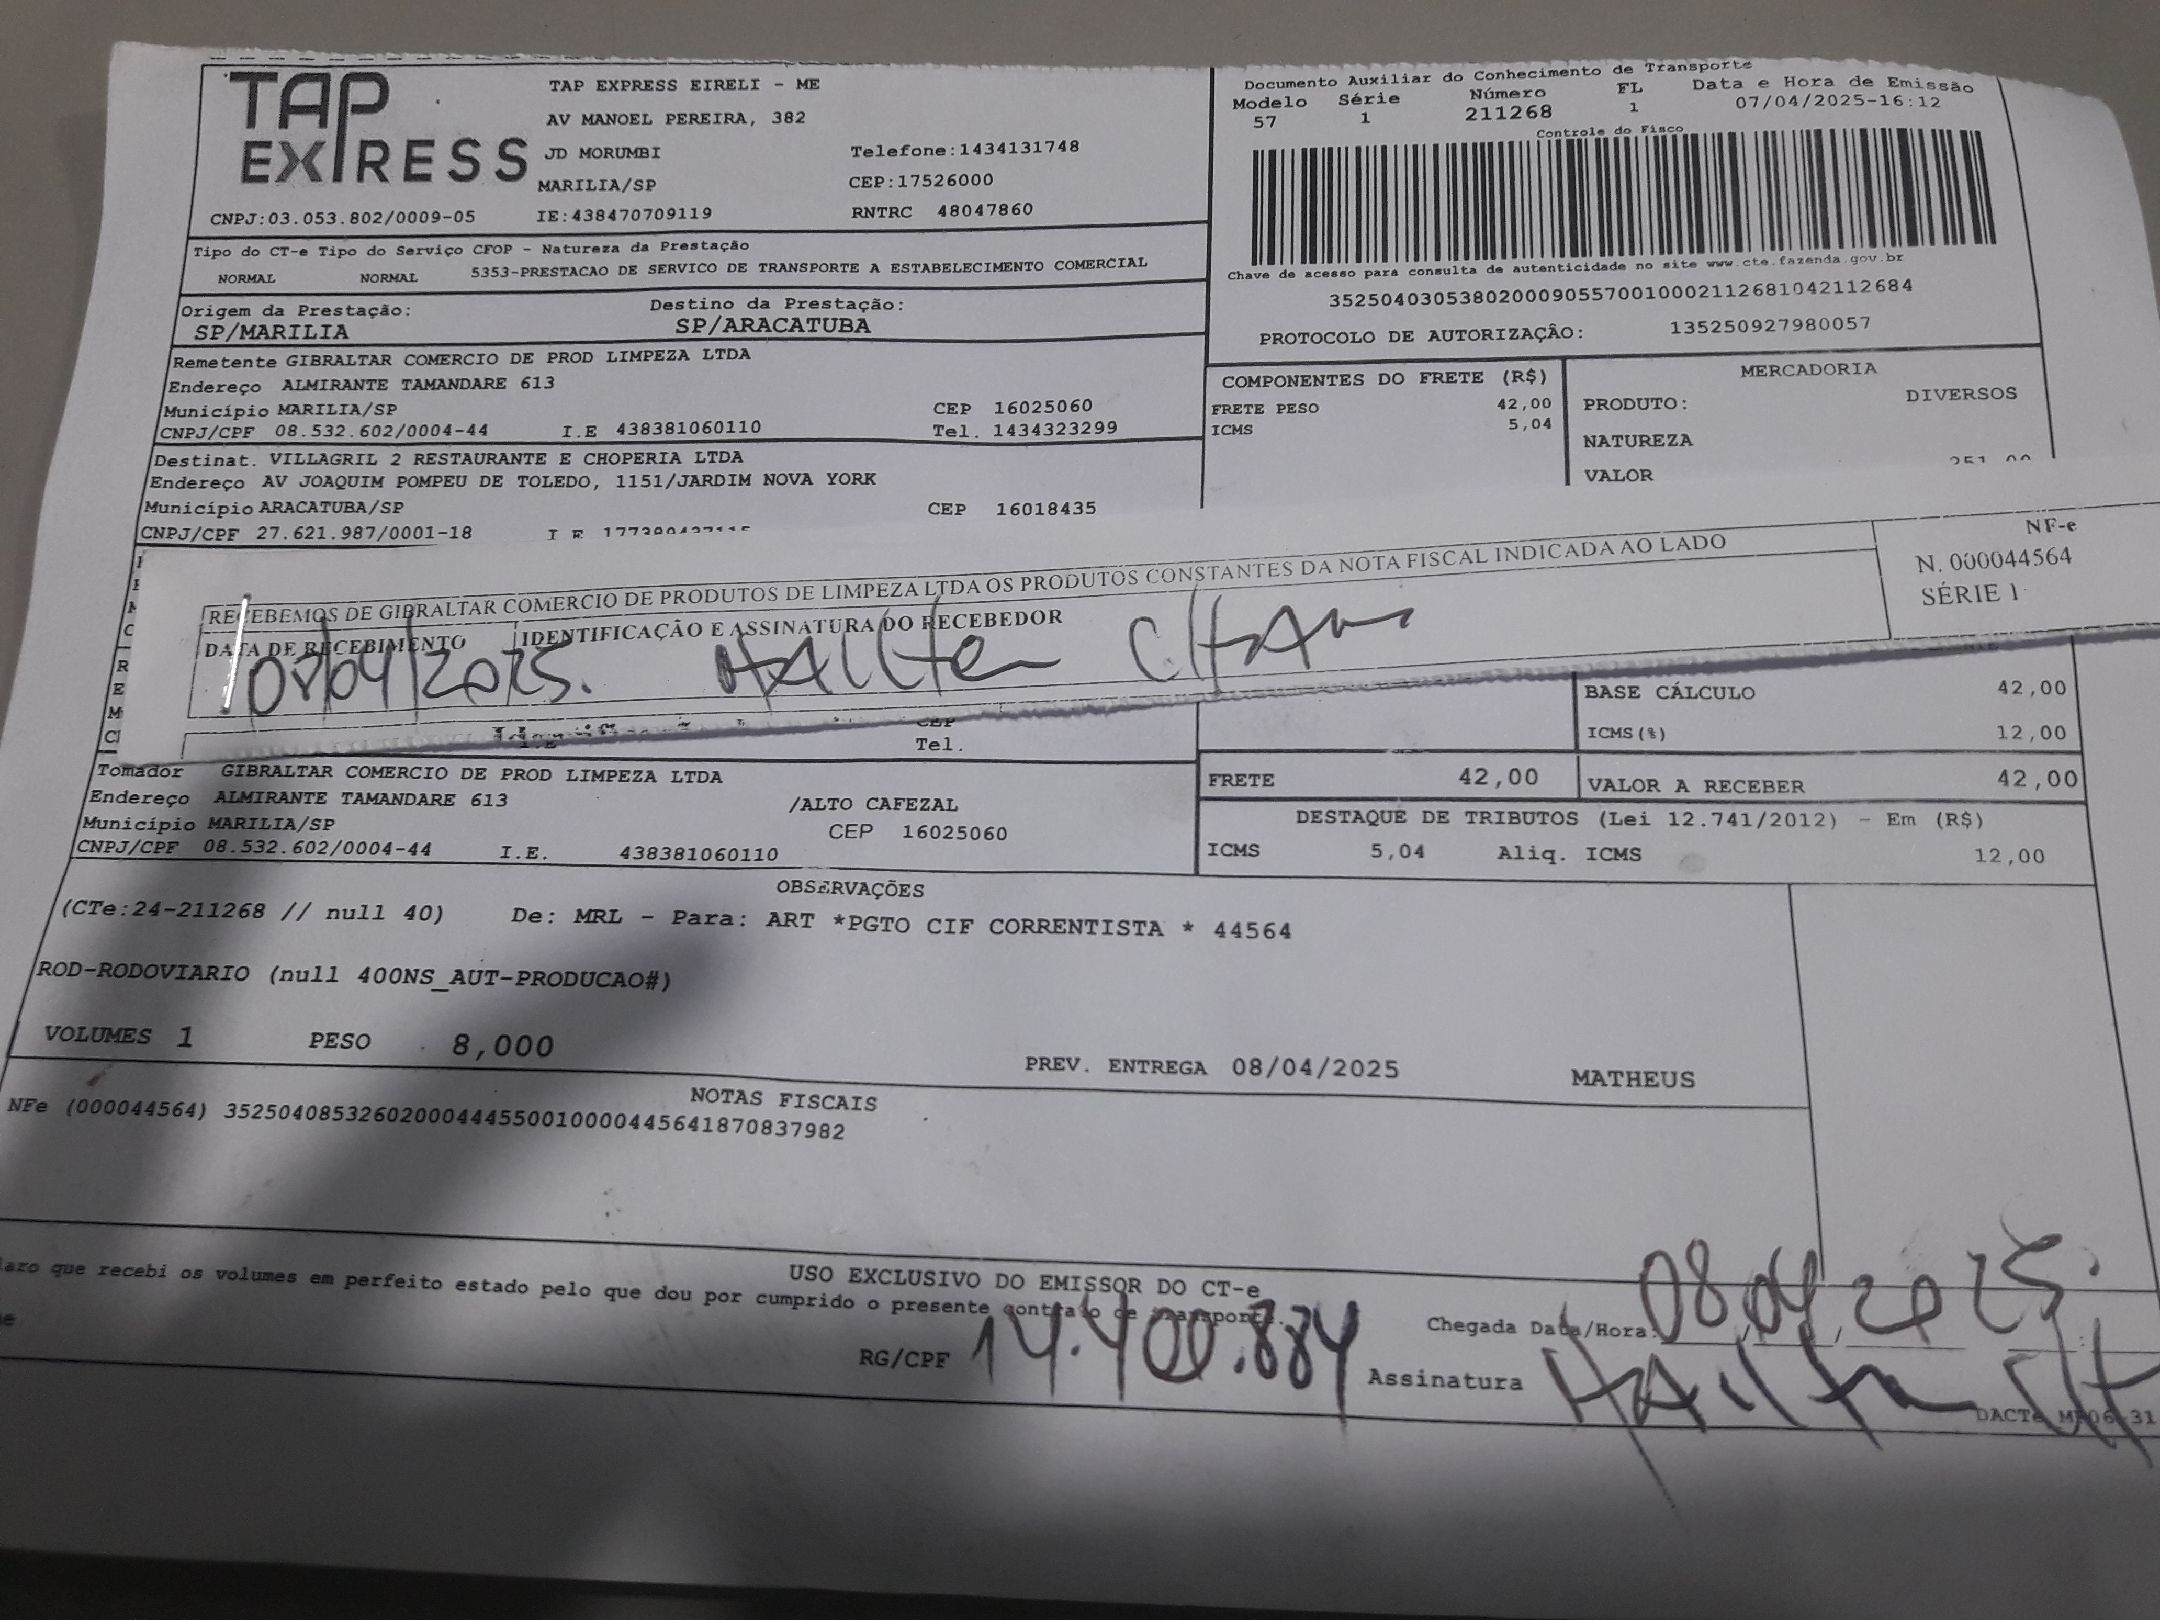 TAP EXPRESS
TAP EXPRESS EIRELI - ME
AV MANOEL PEREIRA, 382
JD MORUMBI Telefone:1434131748
MARILIA/SP CEP:17526000
CNPJ:03.053.802/0009-05 IE:438470709119 RNTRC 48047860
Documento Auxiliar do Conhecimento de Transporte
Modelo Série Número FL Data e Hora de Emissão
57 1 211268 1 07/04/2025-16:12
Controle do Fisco
Chave de acesso para consulta de autenticidade no site www.cte.fazenda.gov.br
35250403053802000905570010002112681042112684
PROTOCOLO DE AUTORIZAÇÃO: 135250927980057
Tipo do CT-e Tipo do Serviço CFOP - Natureza da Prestação
NORMAL NORMAL 5353-PRESTACAO DE SERVICO DE TRANSPORTE A ESTABELECIMENTO COMERCIAL
Origem da Prestação: Destino da Prestação:
SP/MARILIA SP/ARACATUBA
Remetente GIBRALTAR COMERCIO DE PROD LIMPEZA LTDA
Endereço ALMIRANTE TAMANDARE 613
Município MARILIA/SP CEP 16025060
CNPJ/CPF 08.532.602/0004-44 I.E 438381060110 Tel. 1434323299
Destinat. VILLAGRIL 2 RESTAURANTE E CHOPERIA LTDA
Endereço AV JOAQUIM POMPEU DE TOLEDO, 1151/JARDIM NOVA YORK
Município ARACATUBA/SP CEP 16018435
CNPJ/CPF 27.621.987/0001-18 I E
COMPONENTES DO FRETE (R$)
FRETE PESO 42,00
ICMS 5,04
MERCADORIA
PRODUTO: DIVERSOS
NATUREZA
VALOR 251,00
RECEBEMOS DE GIBRALTAR COMERCIO DE PRODUTOS DE LIMPEZA LTDA OS PRODUTOS CONSTANTES DA NOTA FISCAL INDICADA AO LADO
DATA DE RECEBIMENTO IDENTIFICAÇÃO E ASSINATURA DO RECEBEDOR
08/04/2025.
NF-e
N. 000044564
SÉRIE 1
CEP
Tel.
BASE CÁLCULO 42,00
ICMS(%) 12,00
FRETE 42,00 VALOR A RECEBER 42,00
DESTAQUE DE TRIBUTOS (Lei 12.741/2012) - Em (R$)
ICMS 5,04 Aliq. ICMS 12,00
Tomador GIBRALTAR COMERCIO DE PROD LIMPEZA LTDA
Endereço ALMIRANTE TAMANDARE 613 /ALTO CAFEZAL
Município MARILIA/SP CEP 16025060
CNPJ/CPF 08.532.602/0004-44 I.E. 438381060110
OBSERVAÇÕES
(CTe:24-211268 // null 40) De: MRL - Para: ART *PGTO CIF CORRENTISTA * 44564
ROD-RODOVIARIO (null 400NS_AUT-PRODUCAO#)
VOLUMES 1 PESO 8,000
PREV. ENTREGA 08/04/2025 MATHEUS
NOTAS FISCAIS
NFe (000044564) 35250408532602000444550010000445641870837982
USO EXCLUSIVO DO EMISSOR DO CT-e
que recebi os volumes em perfeito estado pelo que dou por cumprido o presente contrato de transporte.
RG/CPF 14.400.884
Chegada Data/Hora: 08/04/2025.
Assinatura